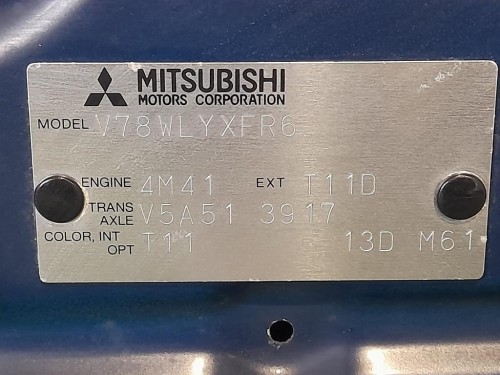 MITSUBISHI
MOTORS CORPORATION
MODEL V78WLYXFR6
ENGINE 4M41 EXT T11D
TRANS AXLE V5A51 3917
COLOR, INT OPT T11 13D M61